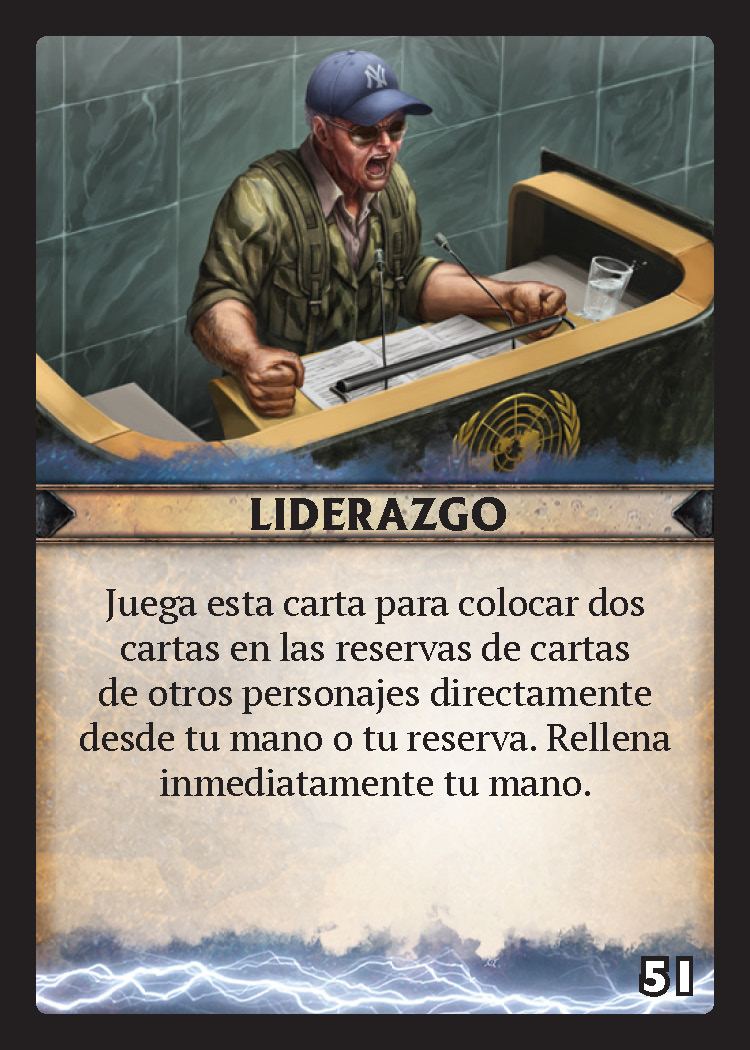 NY
LIDERAZGO
Juega esta carta para colocar dos
cartas en las reservas de cartas
de otros personajes directamente
desde tu mano o tu reserva. Rellena
inmediatamente tu mano.
51